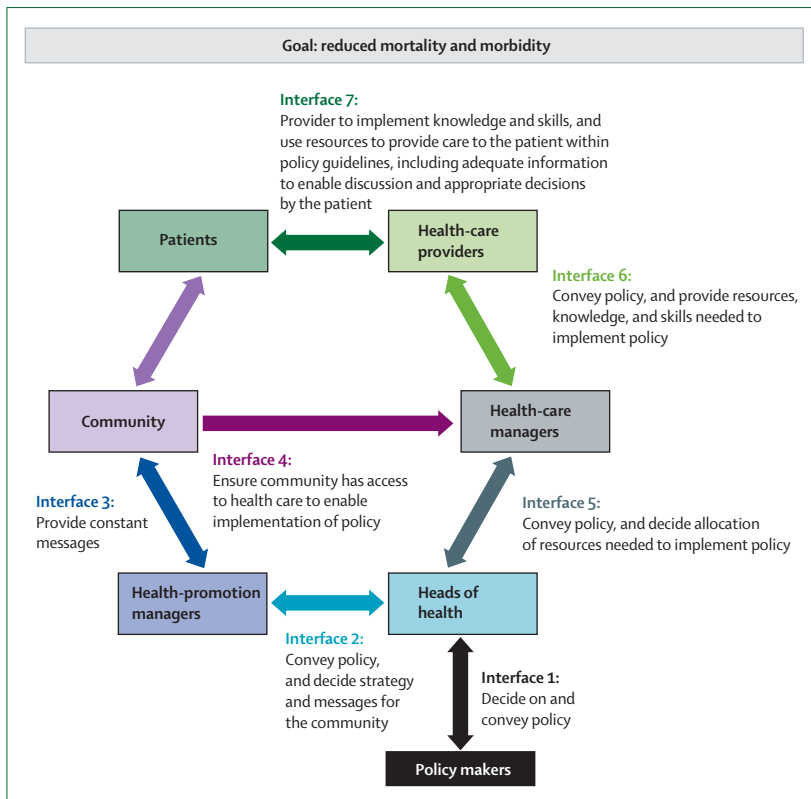 Goal: reduced mortality and morbidity
Interface 7:
Provider to implement knowledge and skills, and
use resources to provide care to the patient within
policy guidelines, including adequate information
to enable discussion and appropriate decisions
by the patient
Patients
Health-care
providers
Interface 6:
Convey policy, and provide resources,
knowledge, and skills needed to
implement policy
Community
Health-care
managers
Interface 4:
Ensure community has access
to health care to enable
implementation of policy
Interface 3:
Provide constant
messages
Interface 5:
Convey policy, and decide allocation
of resources needed to implement policy
Health-promotion
managers
Heads of
health
Interface 2:
Convey policy,
and decide strategy
and messages for
the community
Interface 1:
Decide on and
convey policy
Policy makers